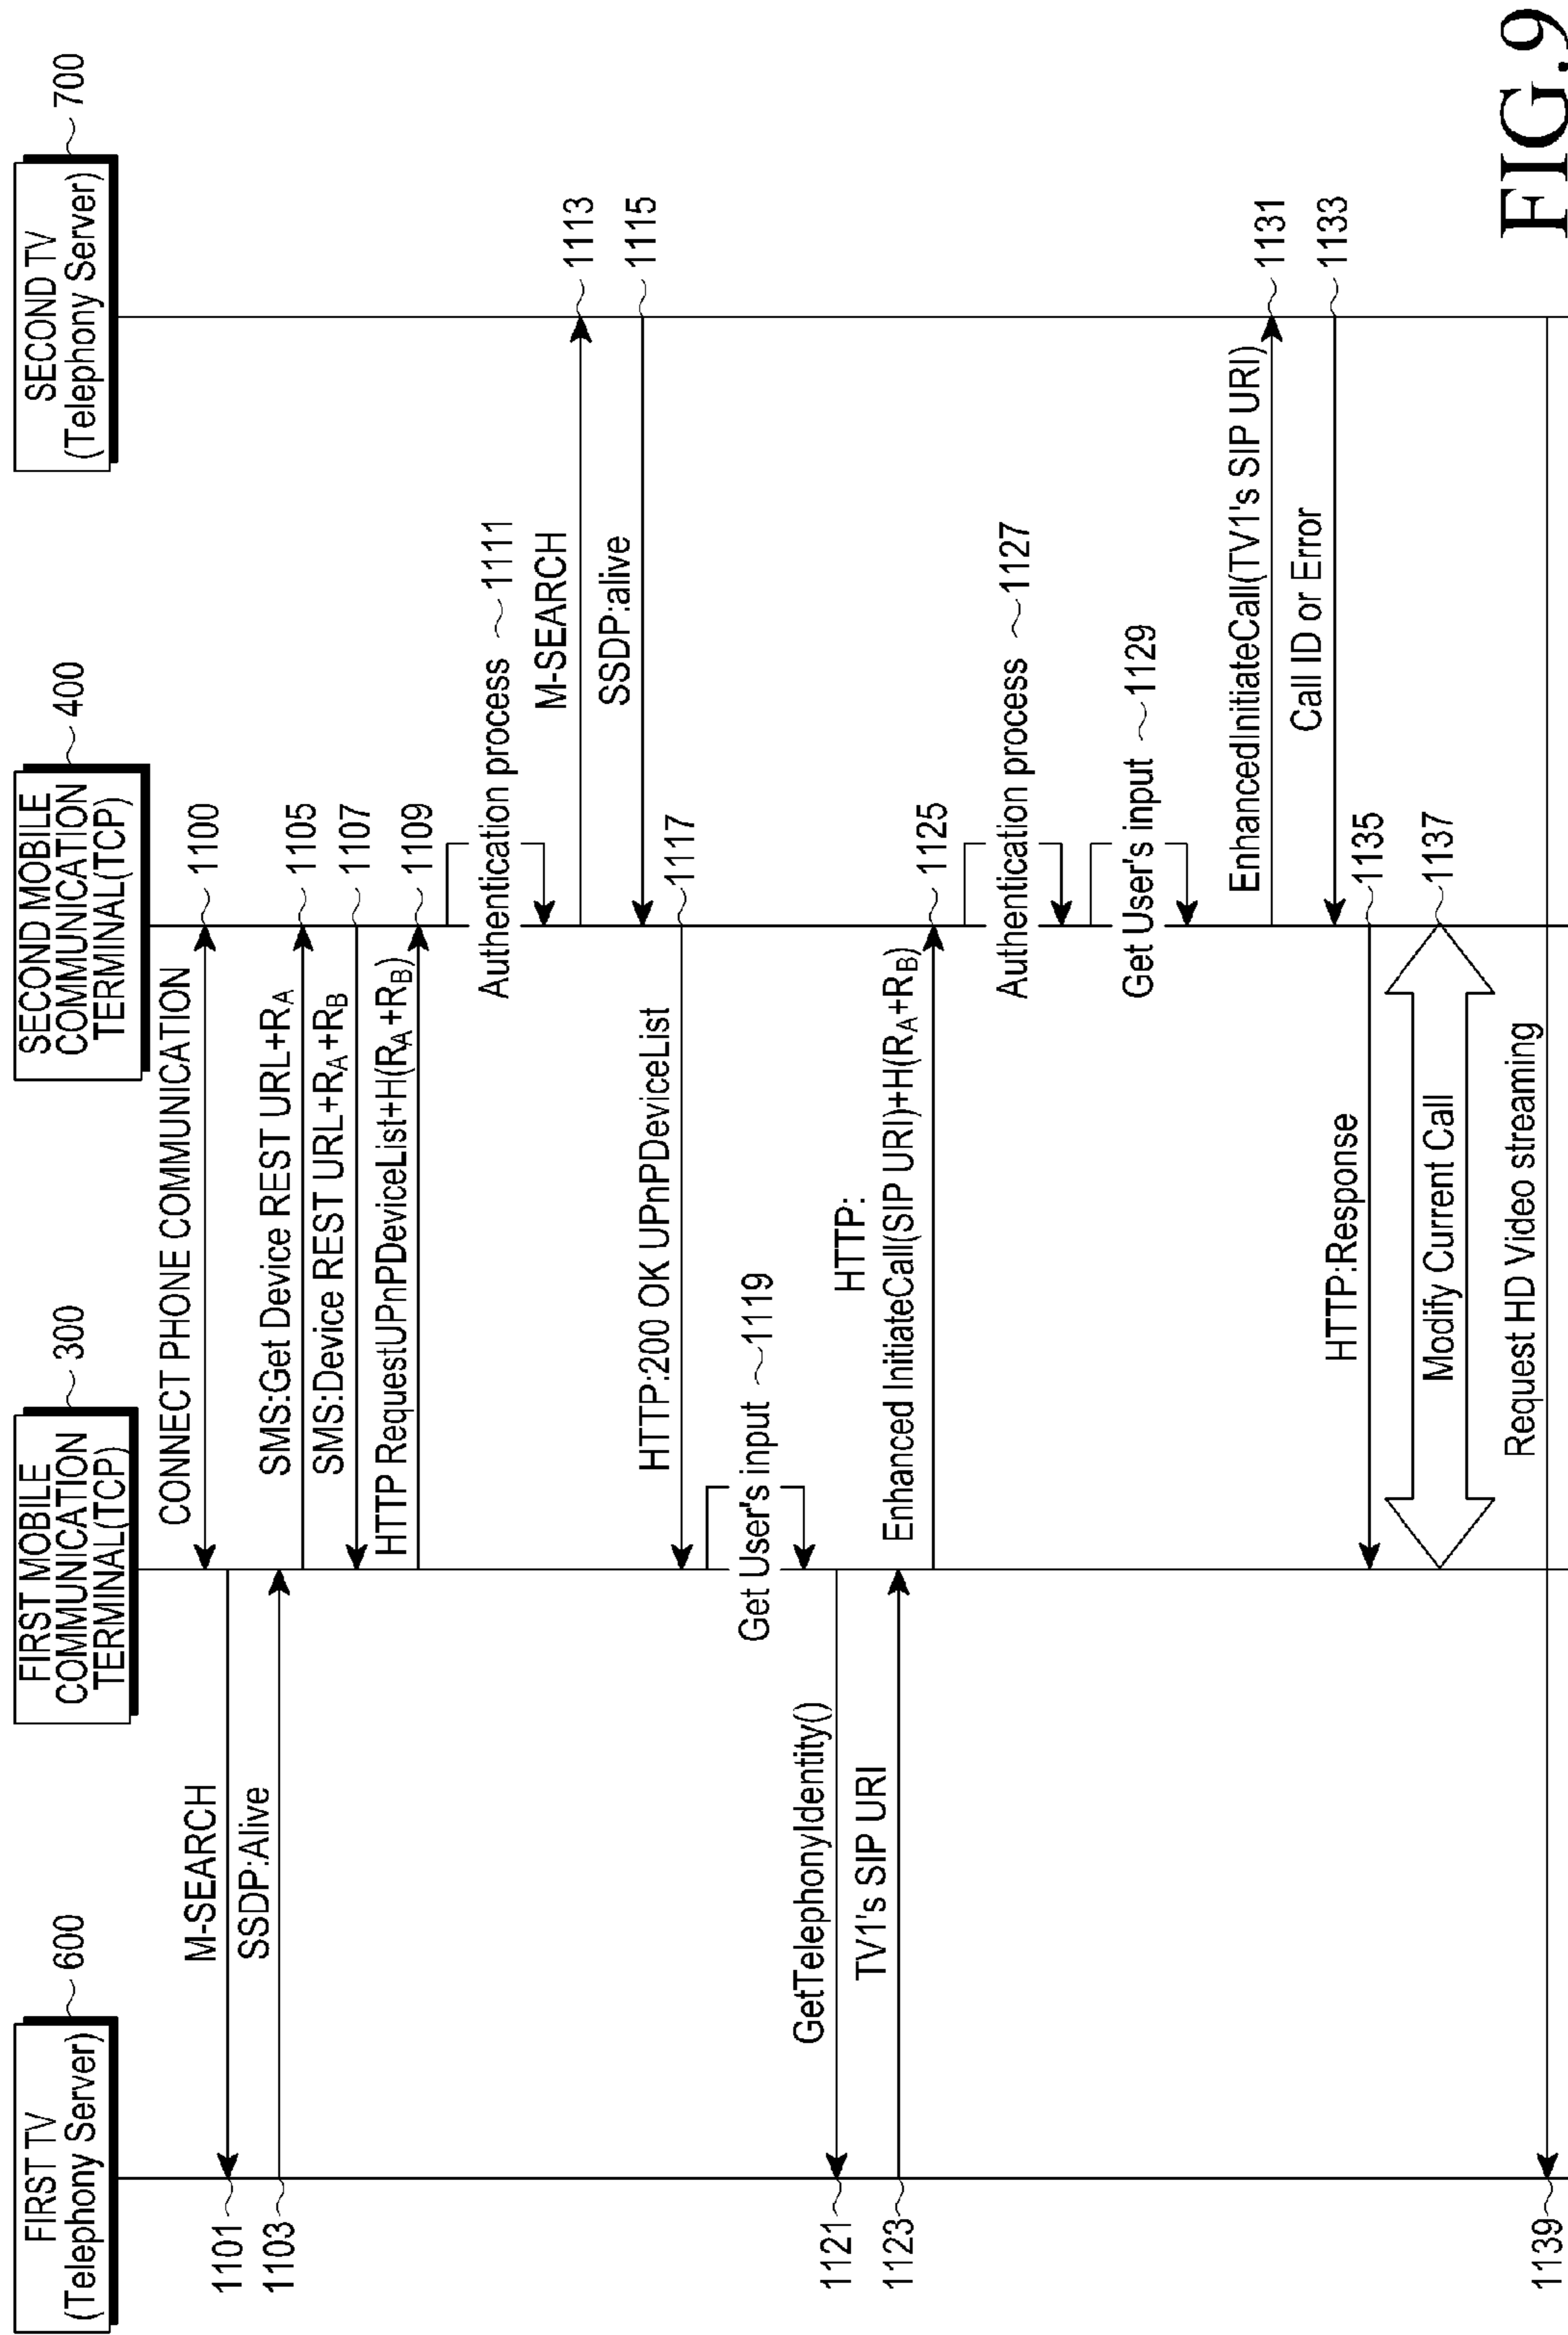 FIRST TV
(Telephony Server)
600
FIRST MOBILE
COMMUNICATION
TERMINAL(TCP)
300
SECOND MOBILE
COMMUNICATION
TERMINAL(TCP)
400
SECOND TV
(Telephony Server)
700
CONNECT PHONE COMMUNICATION
1100
M-SEARCH
1101
SSDP:Alive
1103
SMS:Get Device REST URL+RA
1105
SMS:Device REST URL+RA+RB
1107
HTTP RequestUPnPDeviceList+H(RA+RB)
1109
Authentication process
1111
M-SEARCH
1113
SSDP:alive
1115
HTTP:200 OK UPnPDeviceList
1117
Get User's input
1119
GetTelephonyIdentity()
1121
TV1's SIP URI
1123
HTTP:
Enhanced InitiateCall(SIP URI)+H(RA+RB)
1125
Authentication process
1127
Get User's input
1129
EnhancedInitiateCall(TV1's SIP URI)
1131
Call ID or Error
1133
HTTP:Response
1135
Modify Current Call
1137
Request HD Video streaming
1139
FIG.9